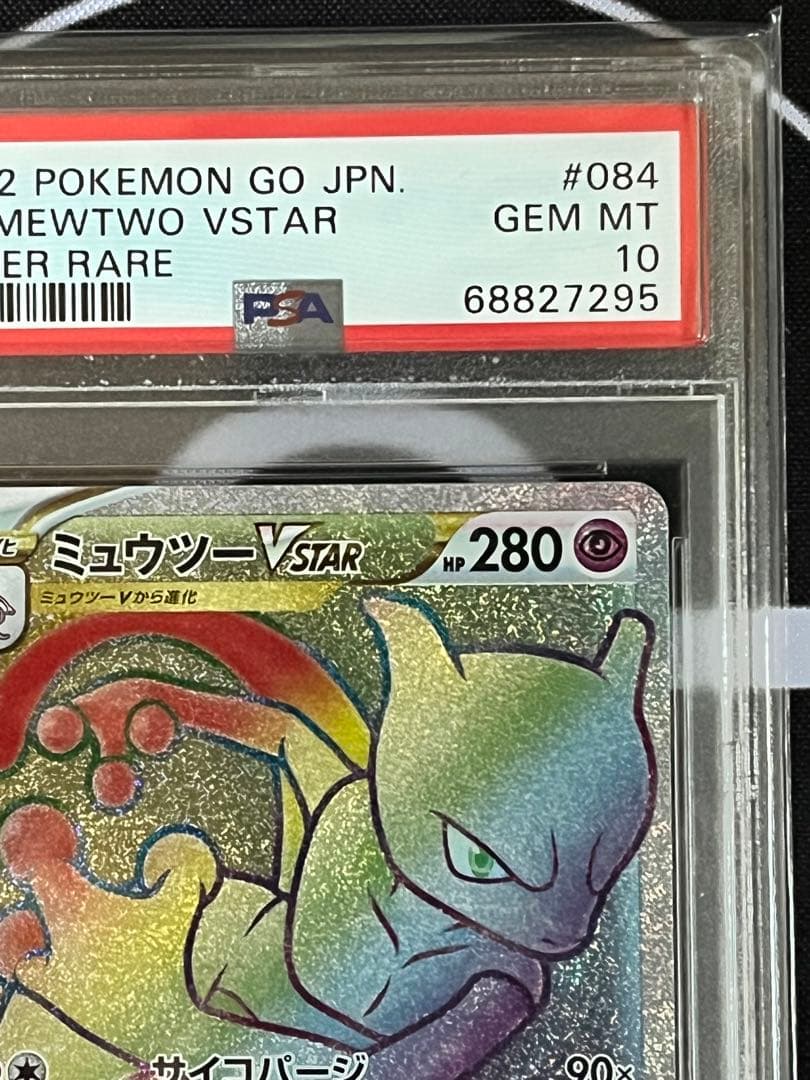 2 POKEMON GO JPN. #084
MEWTWO VSTAR GEM MT
ER RARE 10
PSA 68827295
ミュウツーVSTAR HP 280
ミュウツーVから進化
サイコパージ 90×